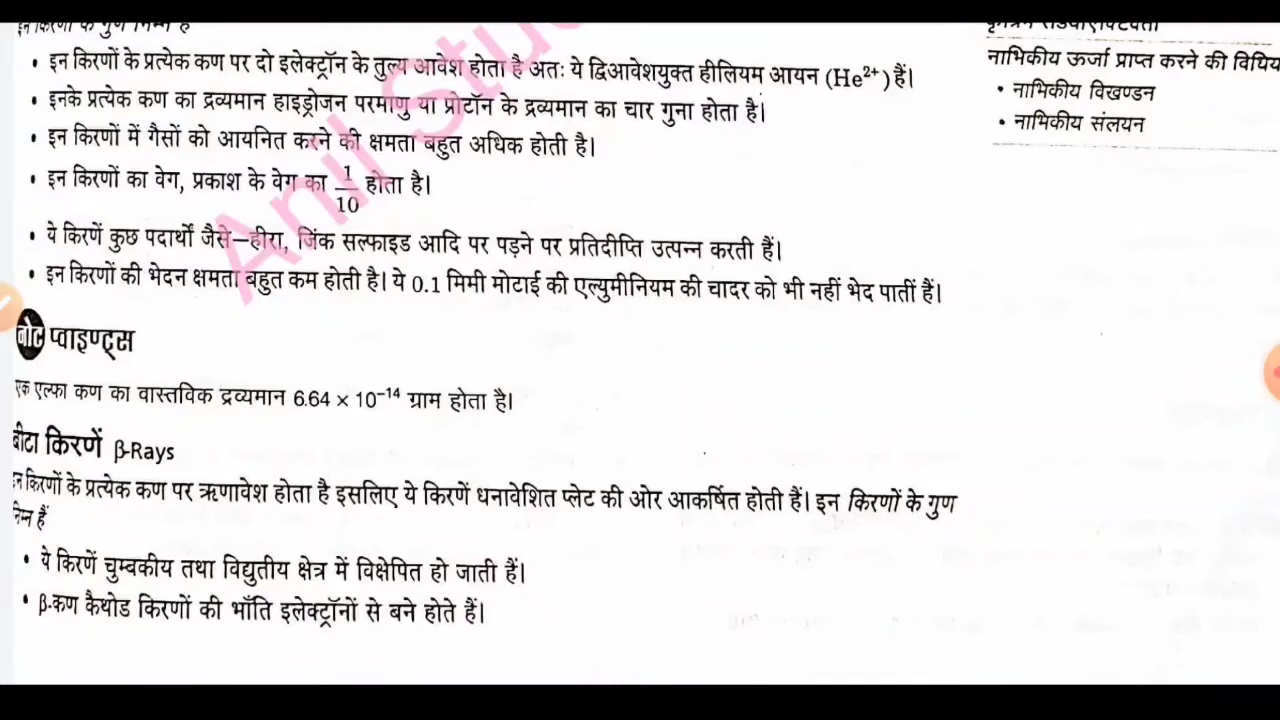 इन किरणों के गुण निम्न हैं
• इन किरणों के प्रत्येक कण पर दो इलेक्ट्रॉन के तुल्य आवेश होता है अतः ये द्विआवेशयुक्त हीलियम आयन (He²⁺) हैं।
• इनके प्रत्येक कण का द्रव्यमान हाइड्रोजन परमाणु या प्रोटॉन के द्रव्यमान का चार गुना होता है।
• इन किरणों में गैसों को आयनित करने की क्षमता बहुत अधिक होती है।
• इन किरणों का वेग, प्रकाश के वेग का 1/10 होता है।
• ये किरणें कुछ पदार्थों जैसे–हीरा, जिंक सल्फाइड आदि पर पड़ने पर प्रतिदीप्ति उत्पन्न करती हैं।
• इन किरणों की भेदन क्षमता बहुत कम होती है। ये 0.1 मिमी मोटाई की एल्युमीनियम की चादर को भी नहीं भेद पातीं हैं।
नोट प्वाइण्ट्स
एक एल्फा कण का वास्तविक द्रव्यमान 6.64 × 10⁻¹⁴ ग्राम होता है।
बीटा किरणें β-Rays
इन किरणों के प्रत्येक कण पर ऋणावेश होता है इसलिए ये किरणें धनावेशित प्लेट की ओर आकर्षित होती हैं। इन किरणों के गुण
निम्न हैं
• ये किरणें चुम्बकीय तथा विद्युतीय क्षेत्र में विक्षेपित हो जाती हैं।
• β-कण कैथोड किरणों की भाँति इलेक्ट्रॉनों से बने होते हैं।
नाभिकीय ऊर्जा प्राप्त करने की
• नाभिकीय विखण्डन
• नाभिकीय संलयन
Anil